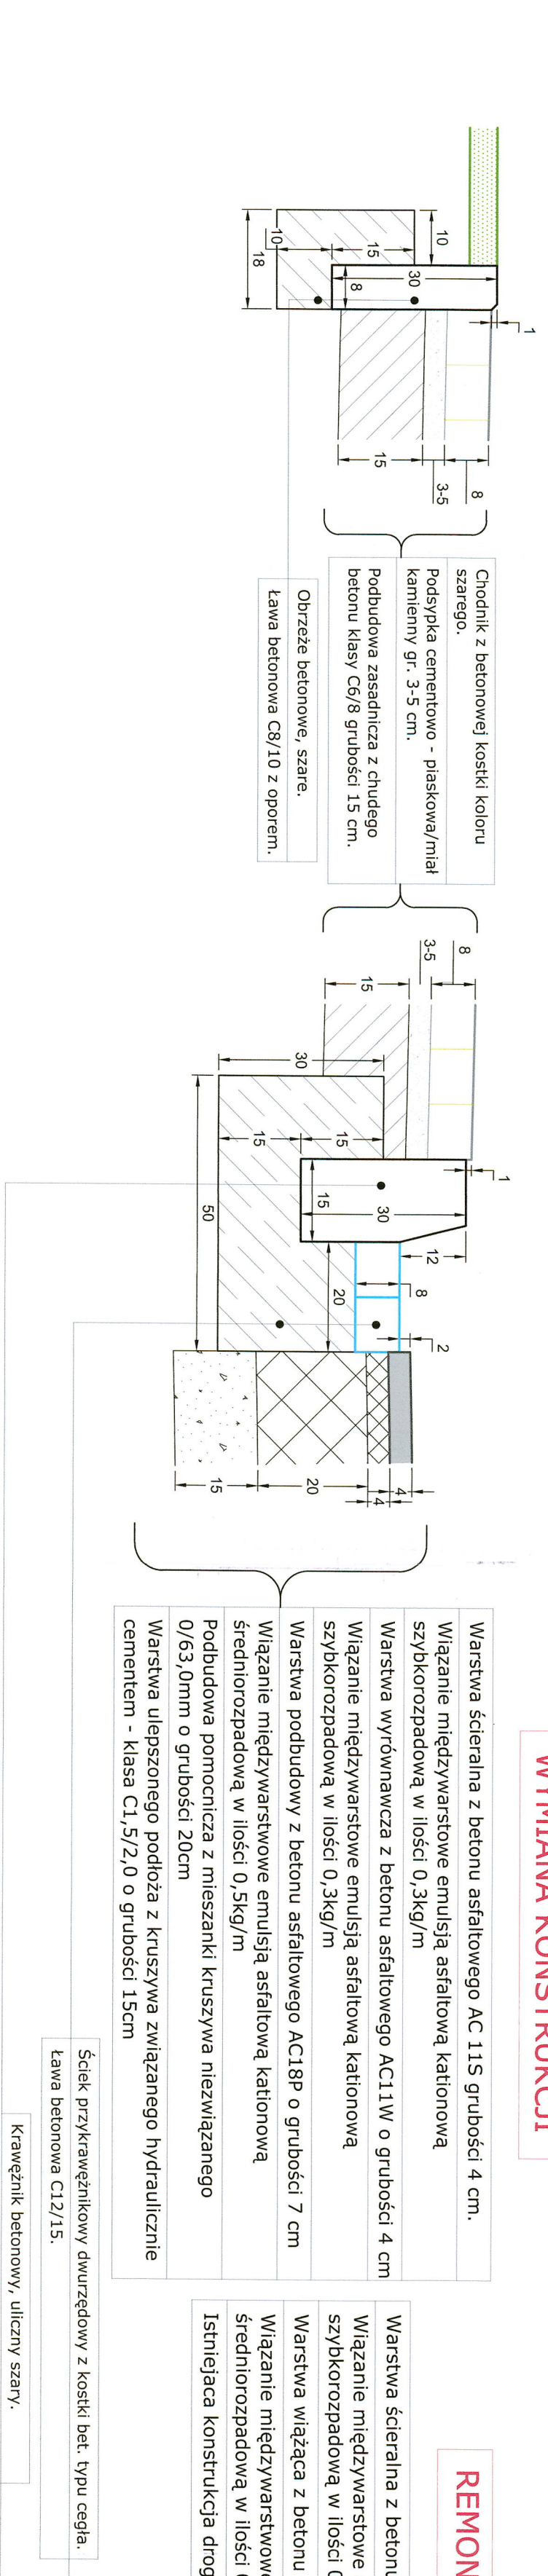 WYMIANA KONSTRUKCJI
Chodnik z betonowej kostki koloru
szarego.
Podsypka cementowo - piaskowa/miał
kamienny gr. 3-5 cm.
Podbudowa zasadnicza z chudego
betonu klasy C6/8 grubości 15 cm.
Obrzeże betonowe, szare.
Ława betonowa C8/10 z oporem.
1
10
15
30
8
10
18
8
3-5
15
8
3-5
15
30
15
15
15
30
1
12
8
2
20
50
4
4
20
15
Warstwa ścieralna z betonu asfaltowego AC 11S grubości 4 cm.
Wiązanie międzywarstowe emulsją asfaltową kationową
szybkorozpadową w ilości 0,3kg/m
Warstwa wyrównawcza z betonu asfaltowego AC11W o grubości 4 cm
Wiązanie międzywarstowe emulsją asfaltową kationową
szybkorozpadową w ilości 0,3kg/m
Warstwa podbudowy z betonu asfaltowego AC18P o grubości 7 cm
Wiązanie międzywarstwowe emulsją asfaltową kationową
średniorozpadową w ilości 0,5kg/m
Podbudowa pomocnicza z mieszanki kruszywa niezwiązanego
0/63,0mm o grubości 20cm
Warstwa ulepszonego podłoża z kruszywa związanego hydraulicznie
cementem - klasa C1,5/2,0 o grubości 15cm
Ściek przykrawężnikowy dwurzędowy z kostki bet. typu cegła.
Ława betonowa C12/15.
Krawężnik betonowy, uliczny szary.
Warstwa ścieralna z
Wiązanie międzywarstowe
szybkorozpadową w ilości
Warstwa wiążąca z betonu
Wiązanie
średniorozpadową w ilości
Istniejaca konstrukcja